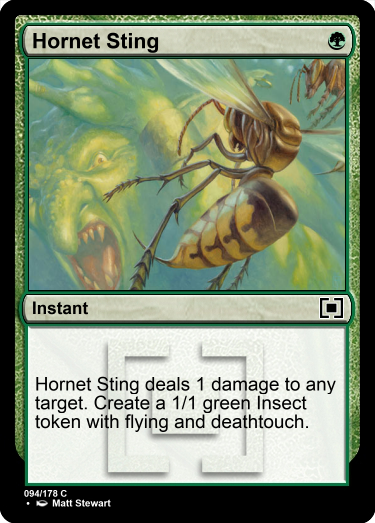 Hornet Sting
Instant
Hornet Sting deals 1 damage to any
target. Create a 1/1 green Insect
token with flying and deathtouch.
094/178 C
• Matt Stewart